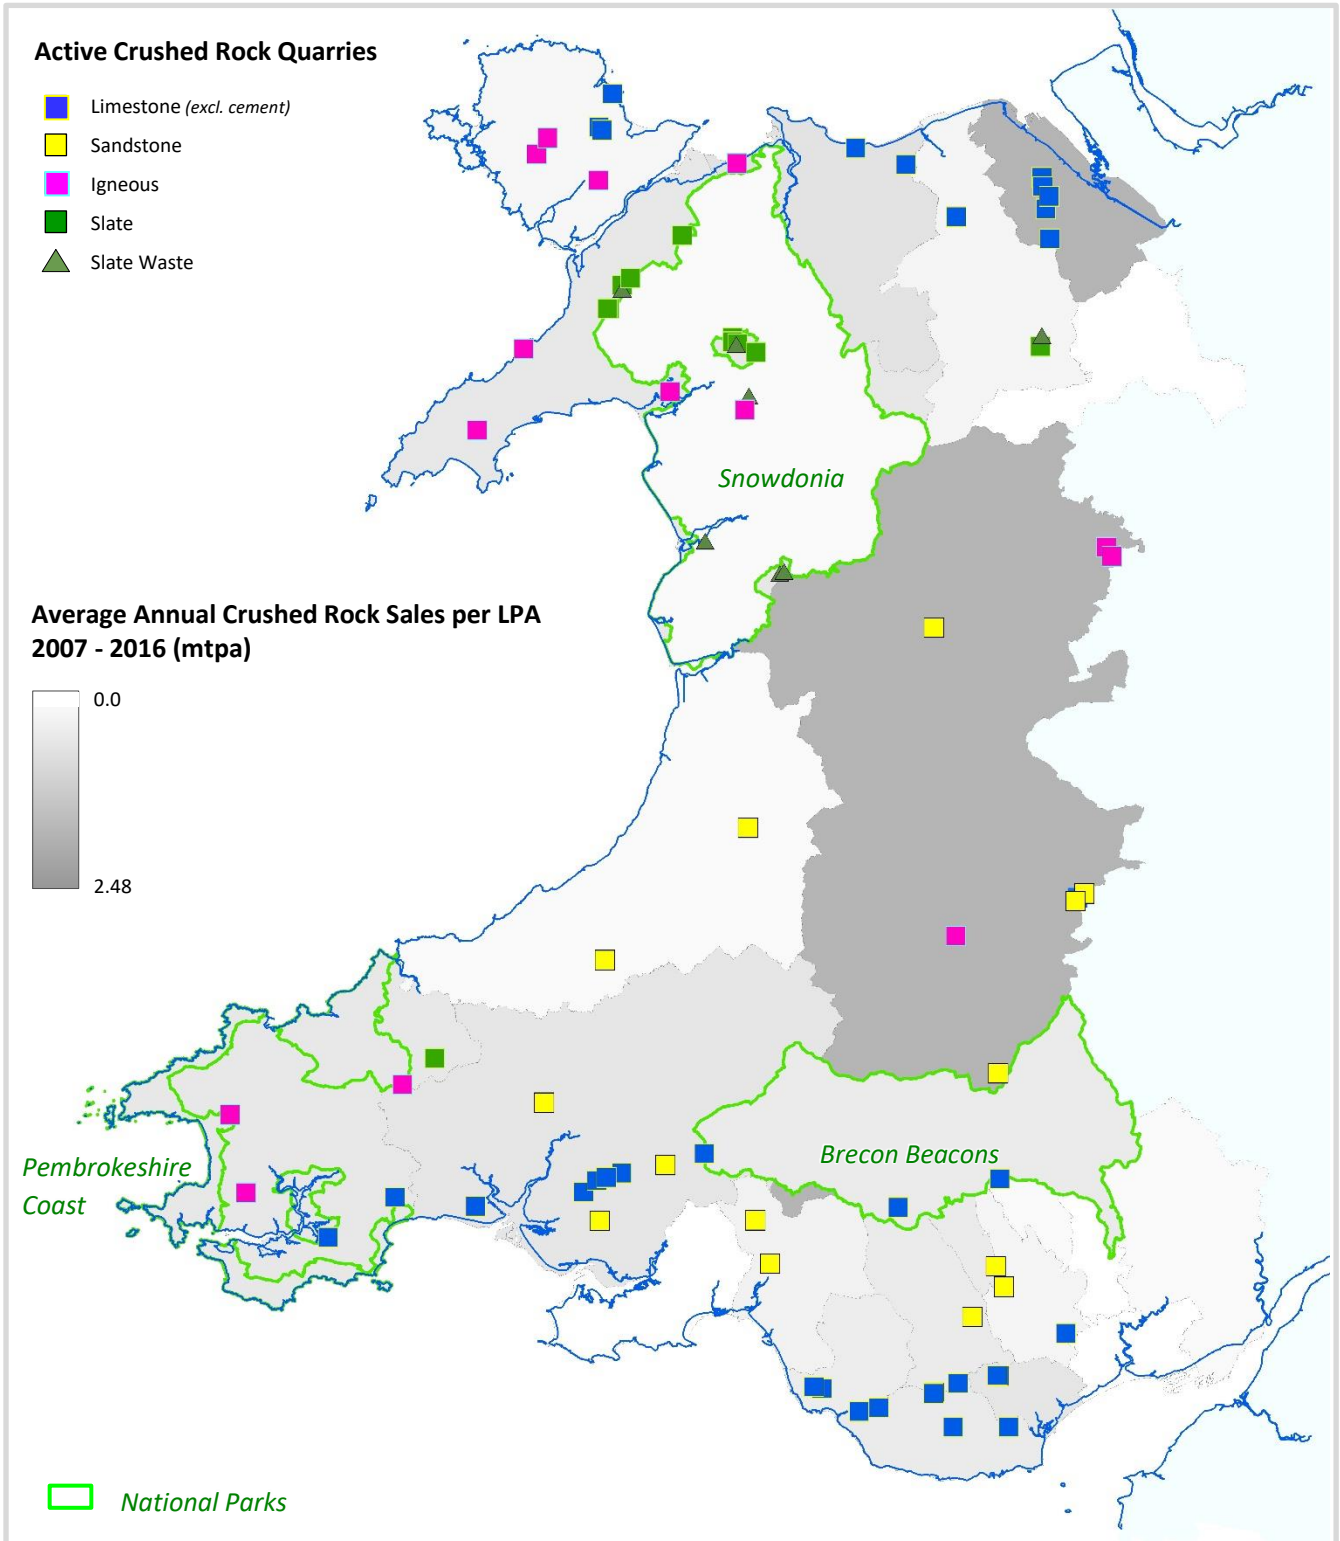 Active Crushed Rock Quarries
Limestone (excl. cement)
Sandstone
Igneous
Slate
Slate Waste
Snowdonia
Average Annual Crushed Rock Sales per LPA
2007 - 2016 (mtpa)
0.0
2.48
Pembrokeshire
Coast
Brecon Beacons
National Parks